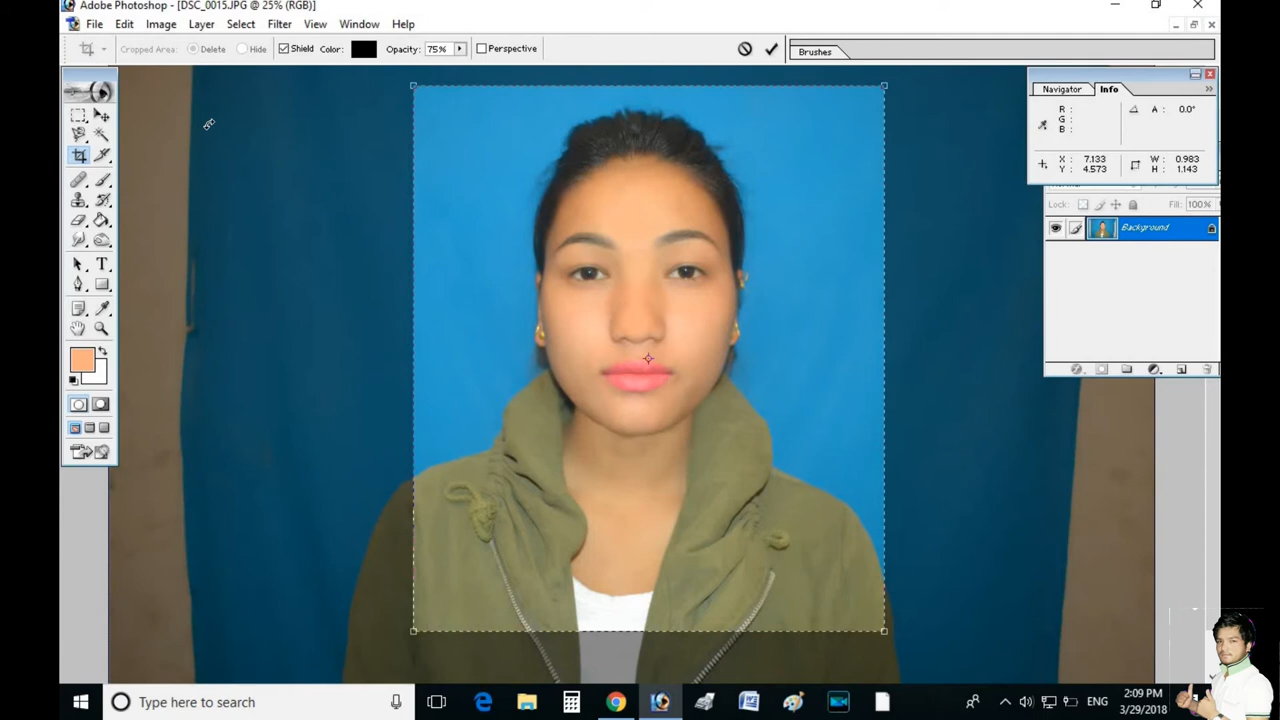 Adobe Photoshop - [DSC_0015.JPG @ 25% (RGB)]
File Edit Image Layer Select Filter View Window Help
Cropped Area: Delete Hide Shield Color: Opacity: 75% Perspective Brushes
Navigator Info
R :
G :
B :
A : 0.0°
X : 7.133
Y : 4.573
W : 0.983
H : 1.143
Lock: Fill: 100%
Background
T
Type here to search
ENG
2:09 PM
3/29/2018